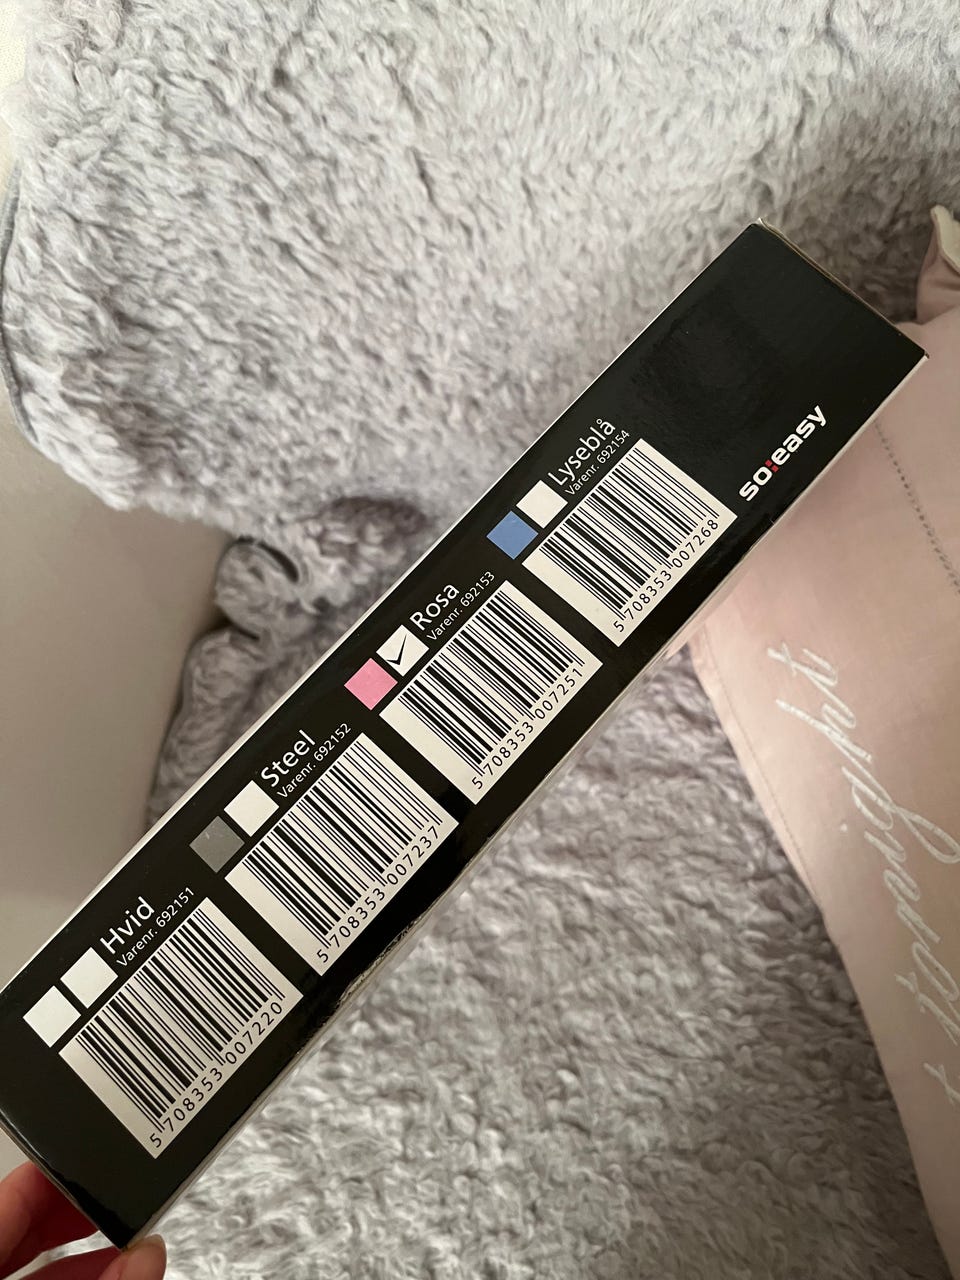 Hvid
Varenr. 692151
5 708353 007220
Steel
Varenr. 692152
5 708353 007237
Rosa
Varenr. 692153
5 708353 007251
Lyseblå
Varenr. 692154
5 708353 007268
so:easy
t tonight,